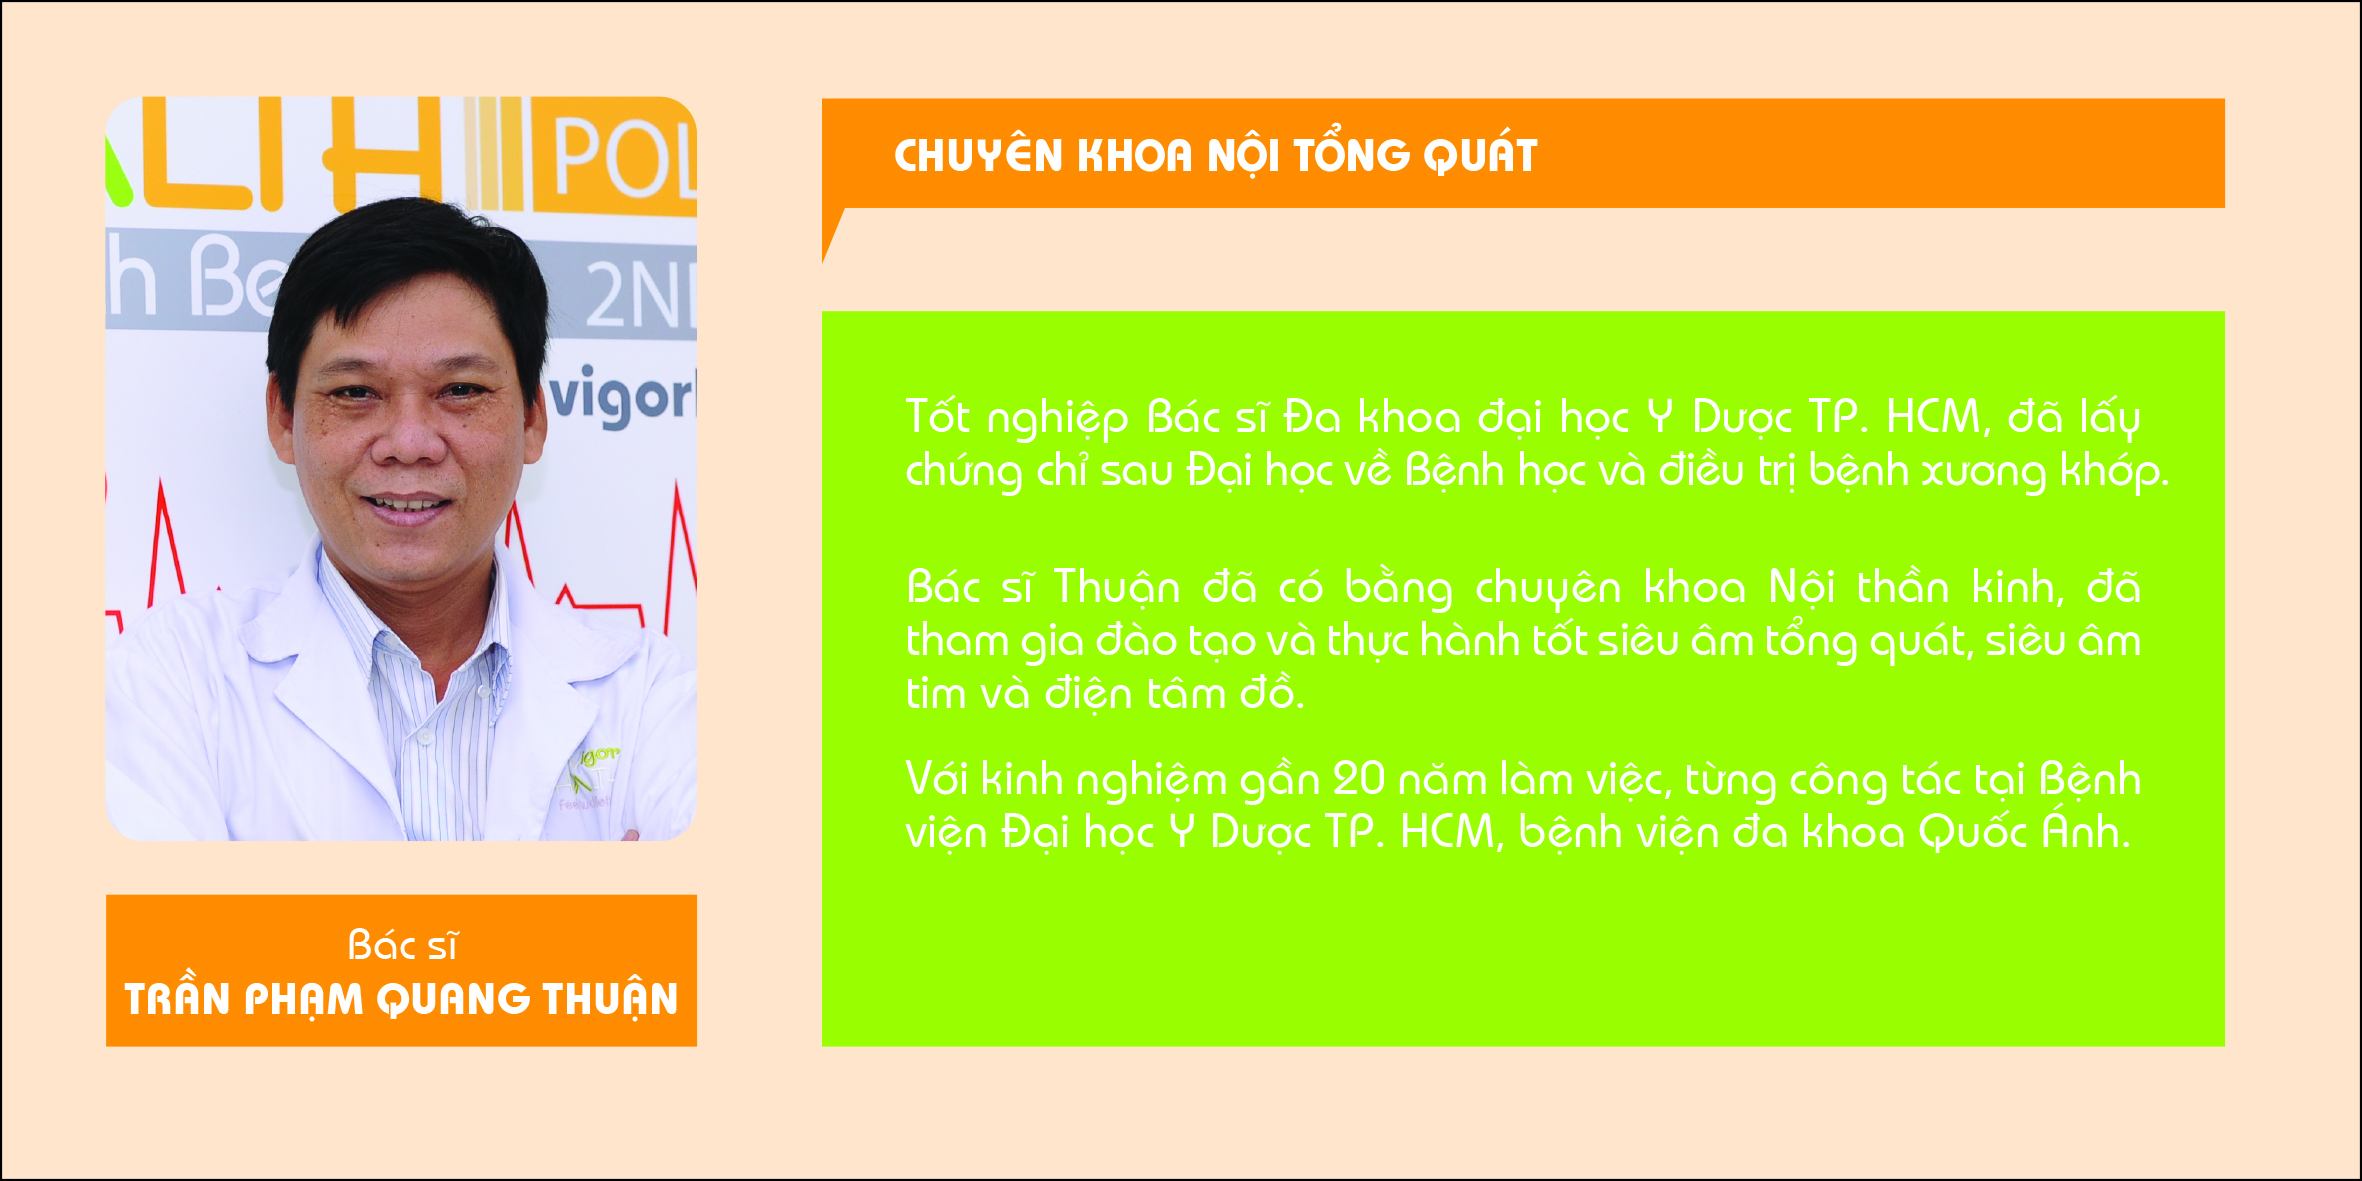 ALTH
POL
h Be
2N
vigor
igor
Bác sĩ
TRẦN PHẠM QUANG THUẬN
CHUYÊN KHOA NỘI TỔNG QUÁT
Tốt nghiệp Bác sĩ Đa khoa đại học Y Dược TP. HCM, đã lấy
chứng chỉ sau Đại học về Bệnh học và điều trị bệnh xương khớp.
Bác sĩ Thuận đã có bằng chuyên khoa Nội thần kinh, đã
tham gia đào tạo và thực hành tốt siêu âm tổng quát, siêu âm
tim và điện tâm đồ.
Với kinh nghiệm gần 20 năm làm việc, từng công tác tại Bệnh
viện Đại học Y Dược TP. HCM, bệnh viện đa khoa Quốc Ánh.